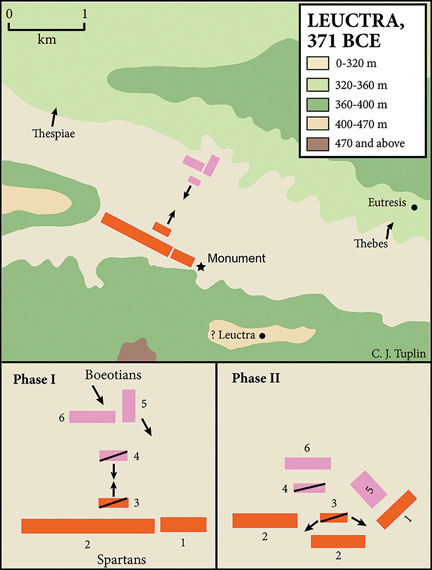 0 1
km
LEUCTRA,
371 BCE
0-320 m
320-360 m
360-400 m
400-470 m
470 and above
Thespiae
Eutresis
Thebes
Monument
? Leuctra
C. J. Tuplin
Phase I
Boeotians
5
6
4
3
2 1
Spartans
Phase II
6
4
5
3
1
2
2